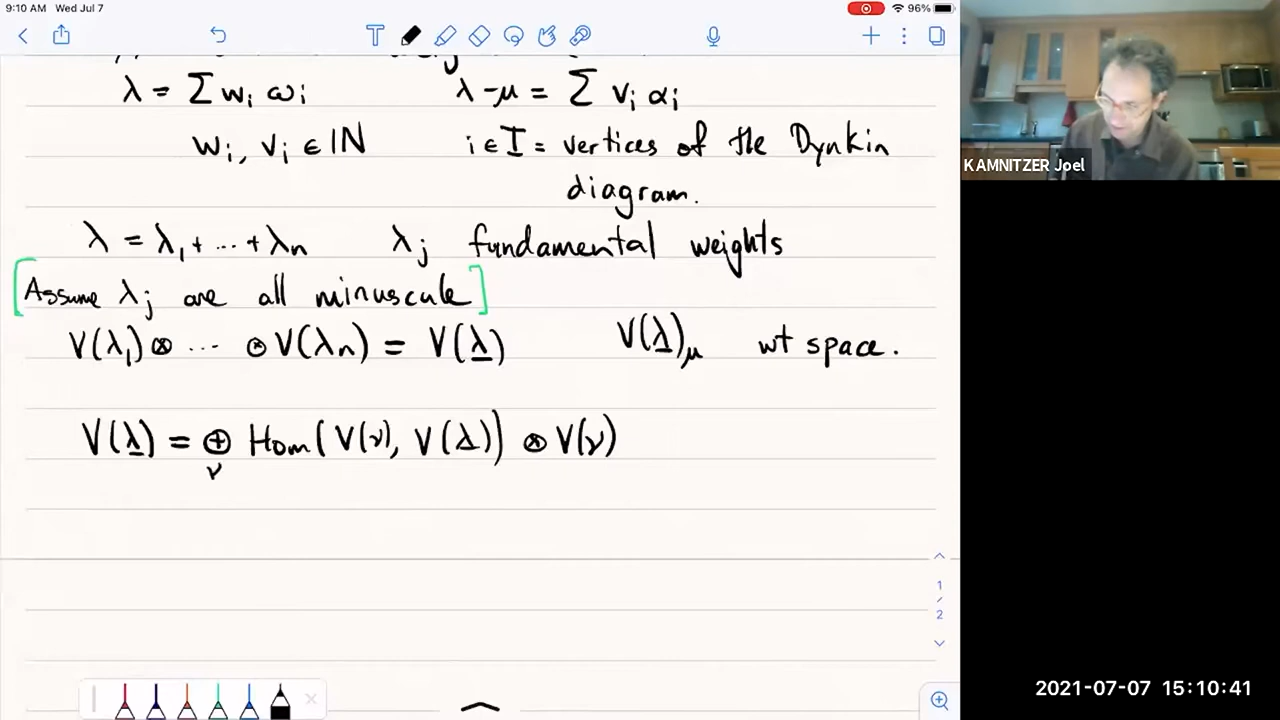 9:10 AM Wed Jul 7
96%
λ = Σ wᵢ ωᵢ λ-μ = Σ vᵢ αᵢ
wᵢ, vᵢ ∈ ℕ i ∈ I = vertices of the Dynkin
diagram.
λ = λ₁ + ... + λn λj fundamental weights
[Assume λj are all minuscule]
V(λ₁) ⊗ ... ⊗ V(λn) = V(λ̲) V(λ̲)μ wt space.
V(λ̲) = ⊕ Hom(V(ν), V(λ̲)) ⊗ V(ν)
ν
1
/
2
KAMNITZER Joel
2021-07-07 15:10:41